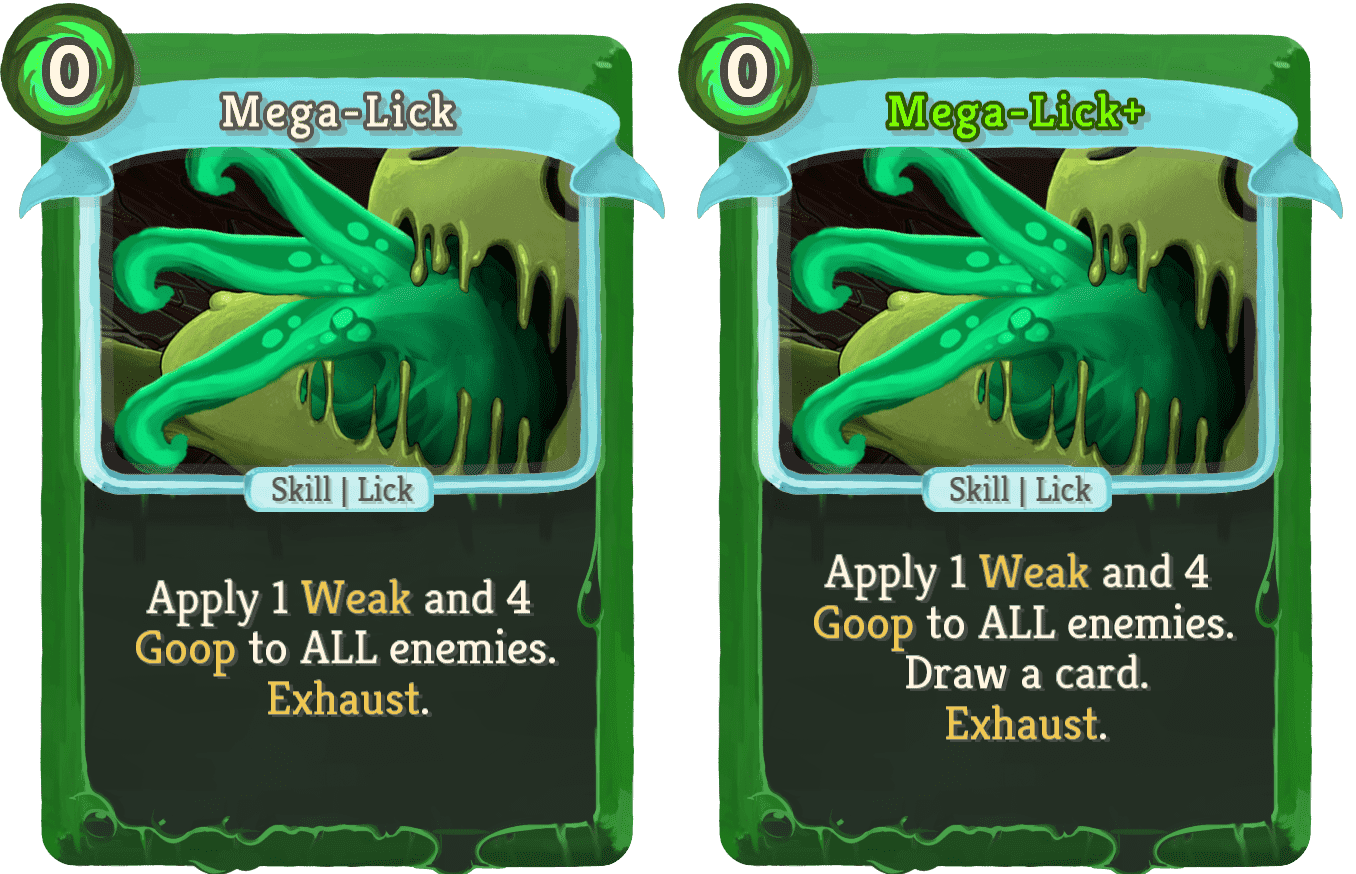 0
Mega-Lick
Skill | Lick
Apply 1 Weak and 4
Goop to ALL enemies.
Exhaust.
0
Mega-Lick+
Skill | Lick
Apply 1 Weak and 4
Goop to ALL enemies.
Draw a card.
Exhaust.